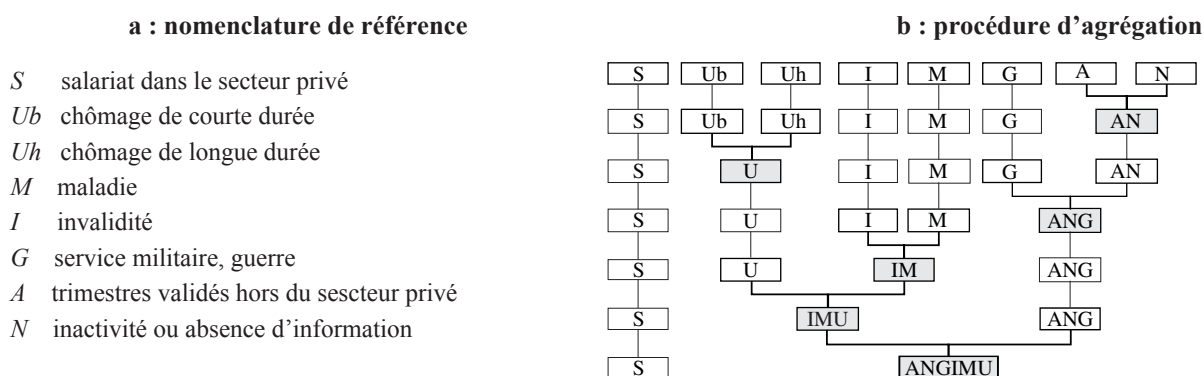 a : nomenclature de référence
S salariat dans le secteur privé
Ub chômage de courte durée
Uh chômage de longue durée
M maladie
I invalidité
G service militaire, guerre
A trimestres validés hors du sescteur privé
N inactivité ou absence d’information
b : procédure d’agrégation
S Ub Uh I M G A N
S Ub Uh I M G AN
S U I M G AN
S U I M ANG
S U IM ANG
S IMU ANG
S ANGIMU